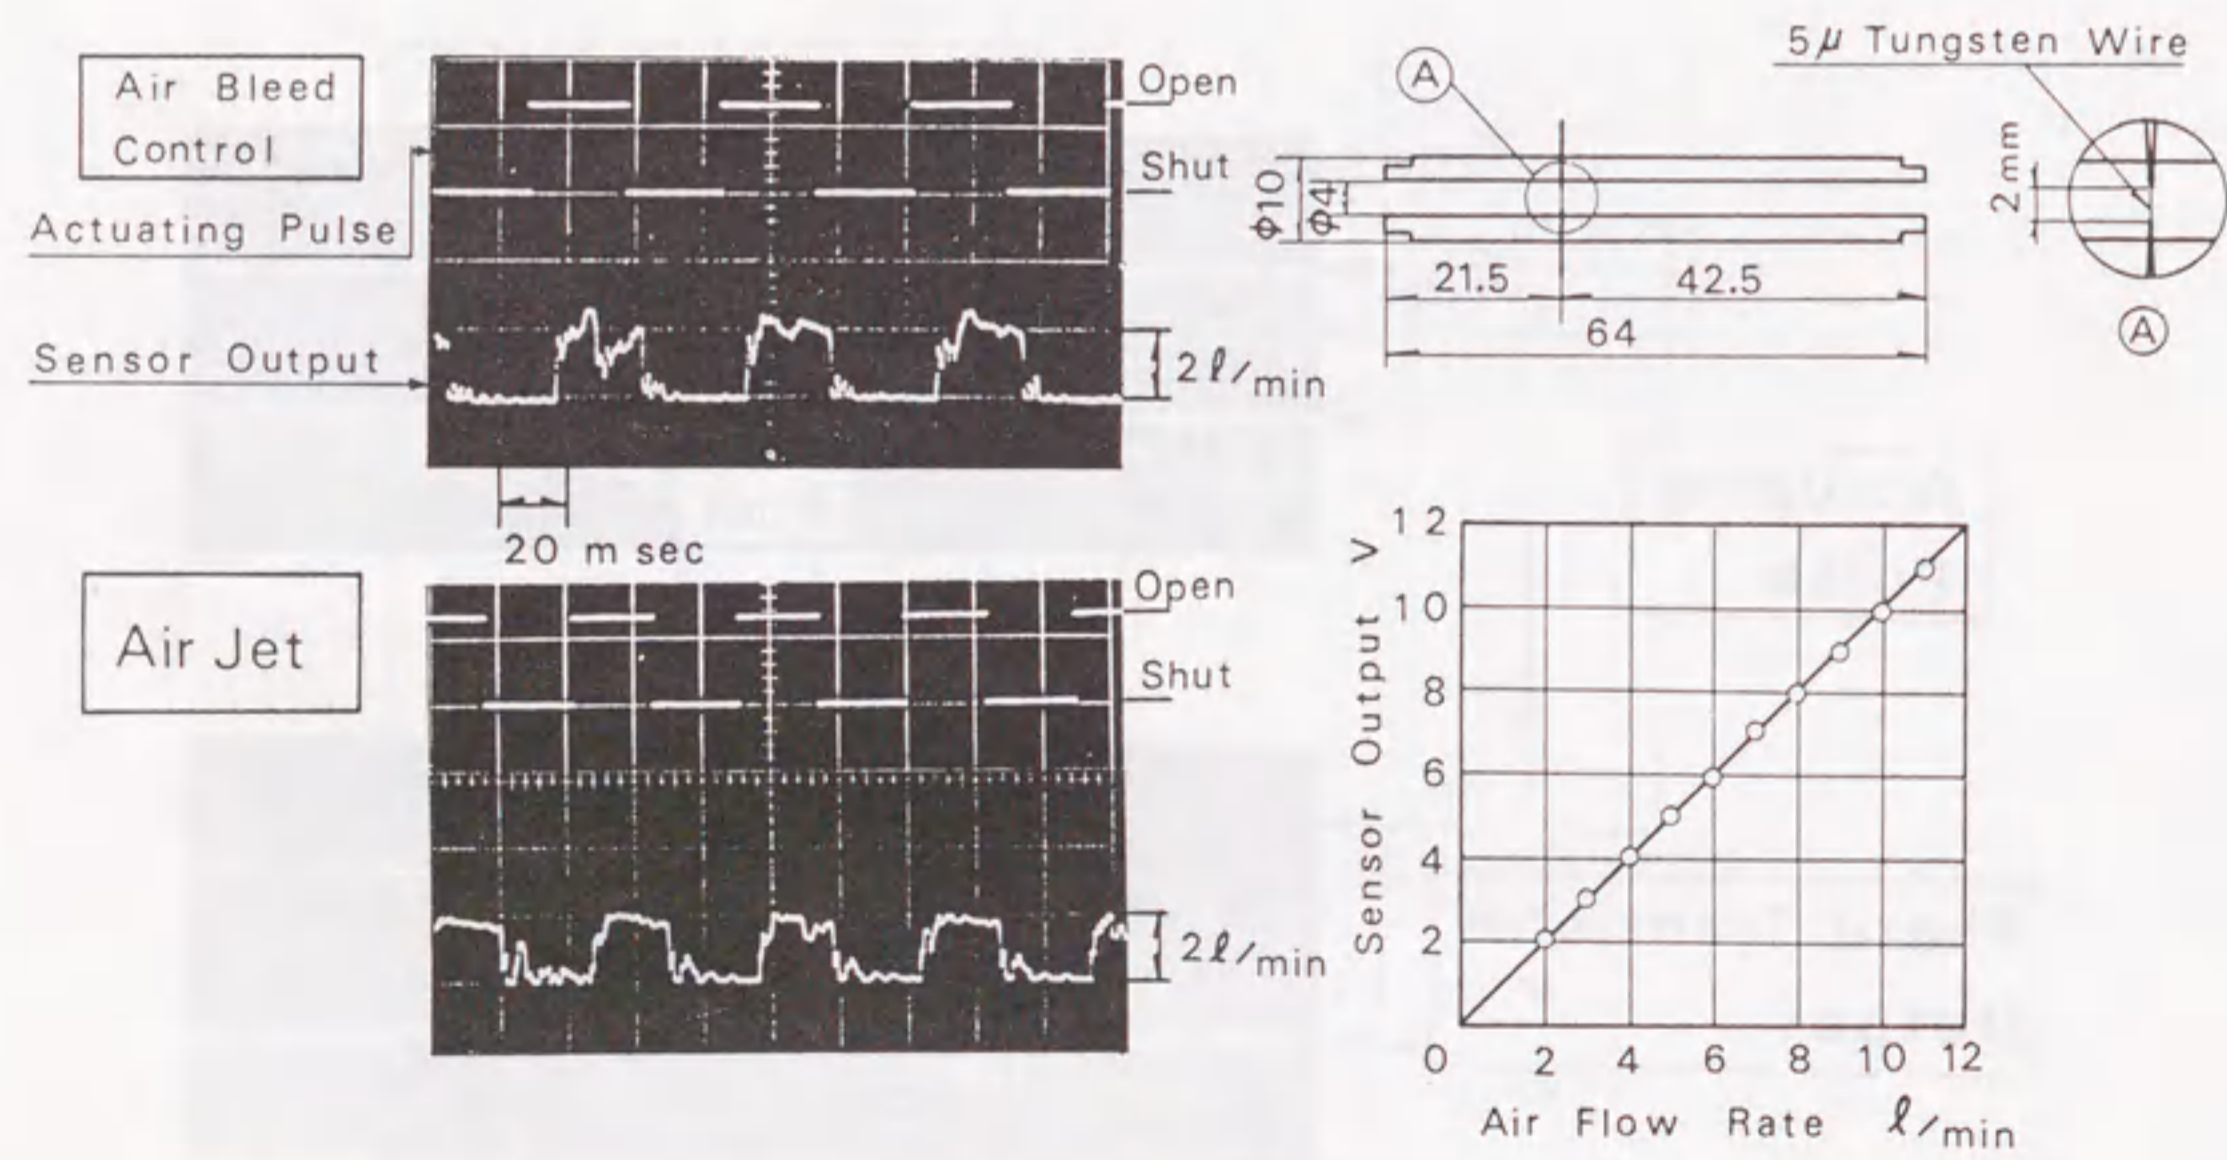 Air Bleed
Control
Actuating Pulse
Sensor Output
Open
Shut
2ℓ/min
20 m sec
Air Jet
Open
Shut
2ℓ/min
5μ Tungsten Wire
A
φ10
φ4
21.5
42.5
64
2mm
A
Sensor Output V
12
10
8
6
4
2
0
2
4
6
8
10
12
Air Flow Rate ℓ/min